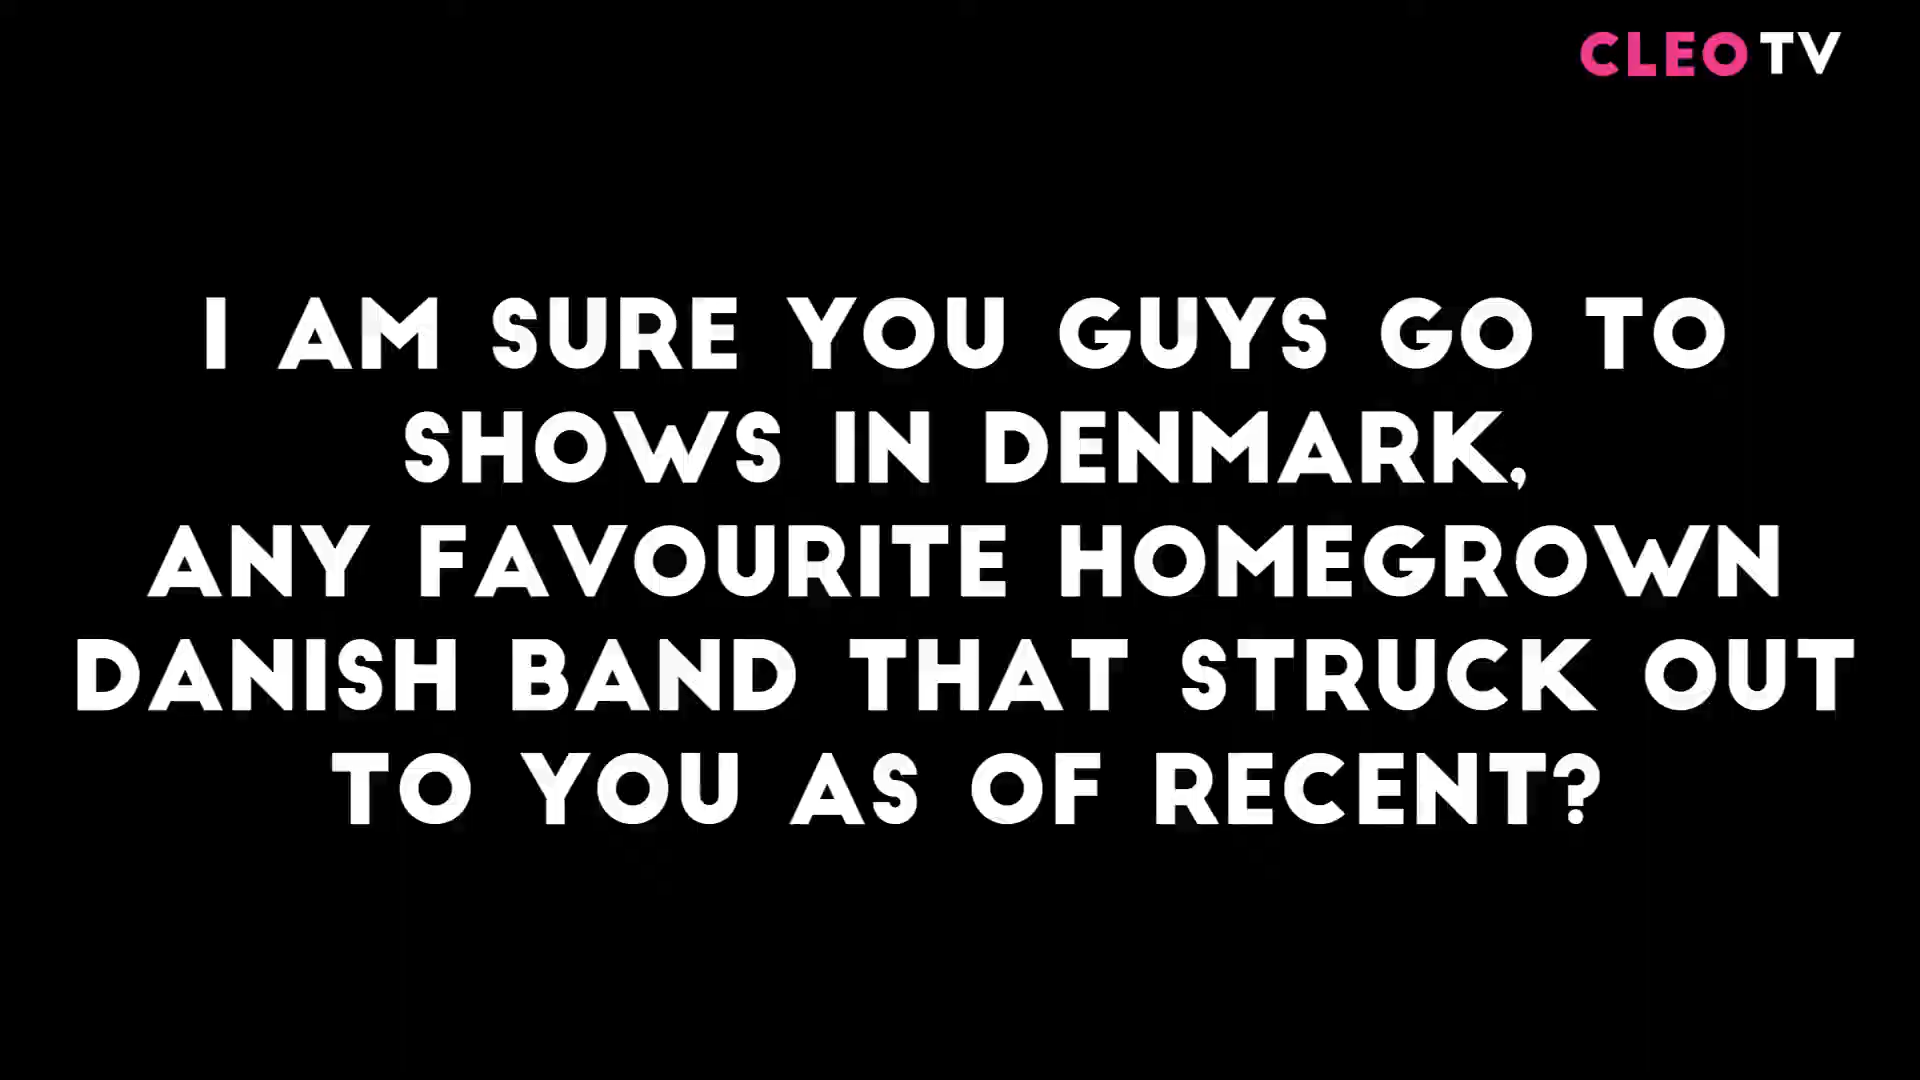 CLEO TV
I AM SURE YOU GUYS GO TO
SHOWS IN DENMARK,
ANY FAVOURITE HOMEGROWN
DANISH BAND THAT STRUCK OUT
TO YOU AS OF RECENT?